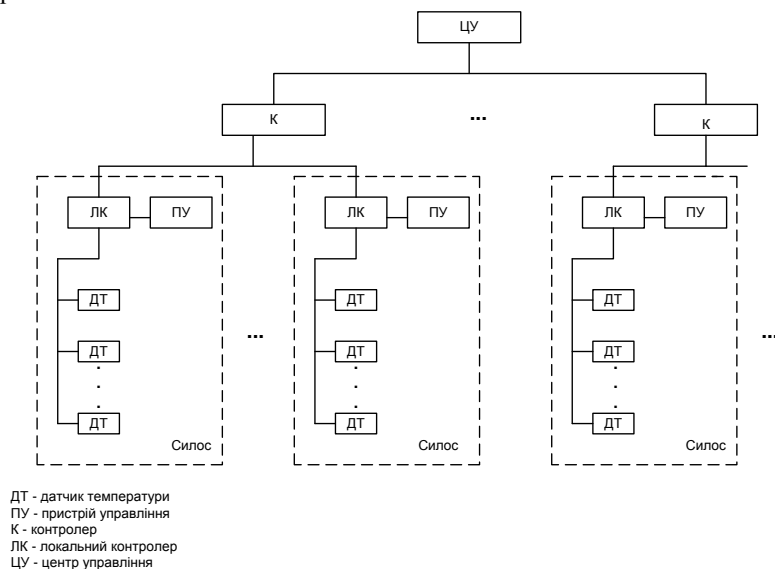 ЦУ
К ... К
ЛК ПУ ЛК ПУ ЛК ПУ
ДТ ДТ ДТ
... ...
ДТ ДТ ДТ
ДТ ДТ ДТ
Силос Силос Силос
ДТ - датчик температури
ПУ - пристрій управління
К - контролер
ЛК - локальний контролер
ЦУ - центр управління